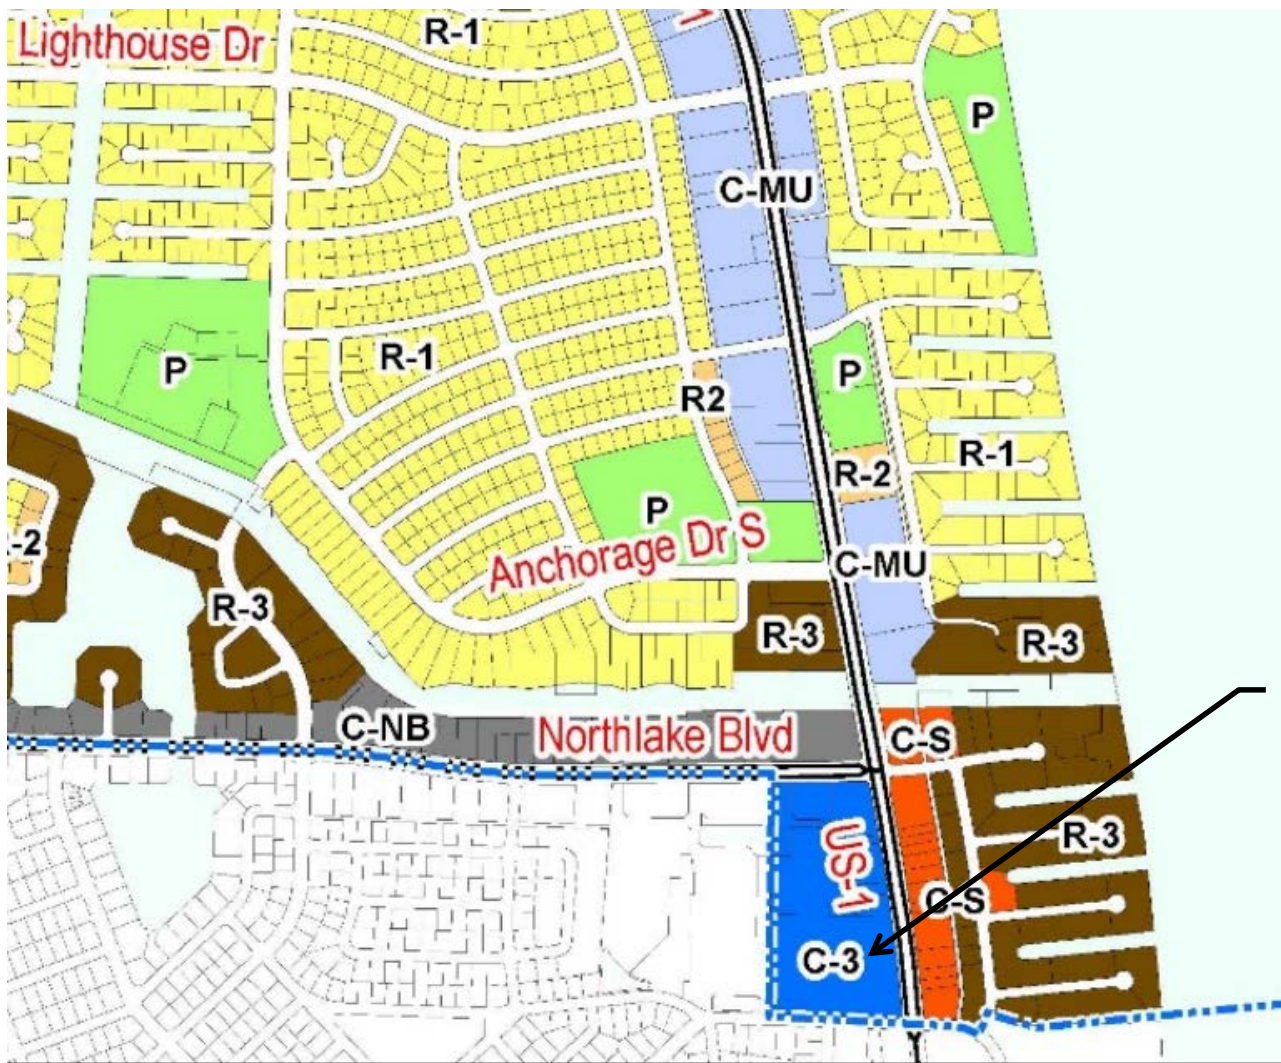 Lighthouse Dr
R-1
P
C-MU
P
R-1
P
R2
R-1
R-2
P
-2
Anchorage Dr S
C-MU
R-3
R-3
R-3
C-NB
Northlake Blvd
C-S
R-3
US-1
C-S
C-3